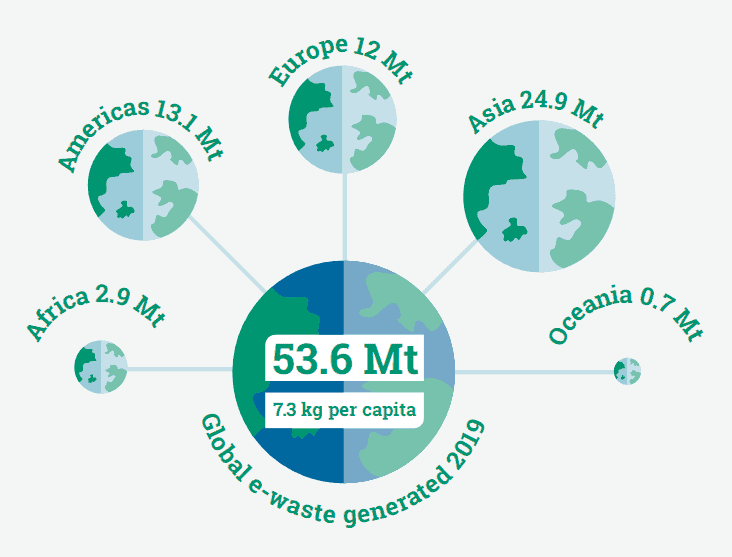 Europe 12 Mt
Americas 13.1 Mt
Asia 24.9 Mt
Africa 2.9 Mt
Oceania 0.7 Mt
53.6 Mt
7.3 kg per capita
Global e-waste generated 2019